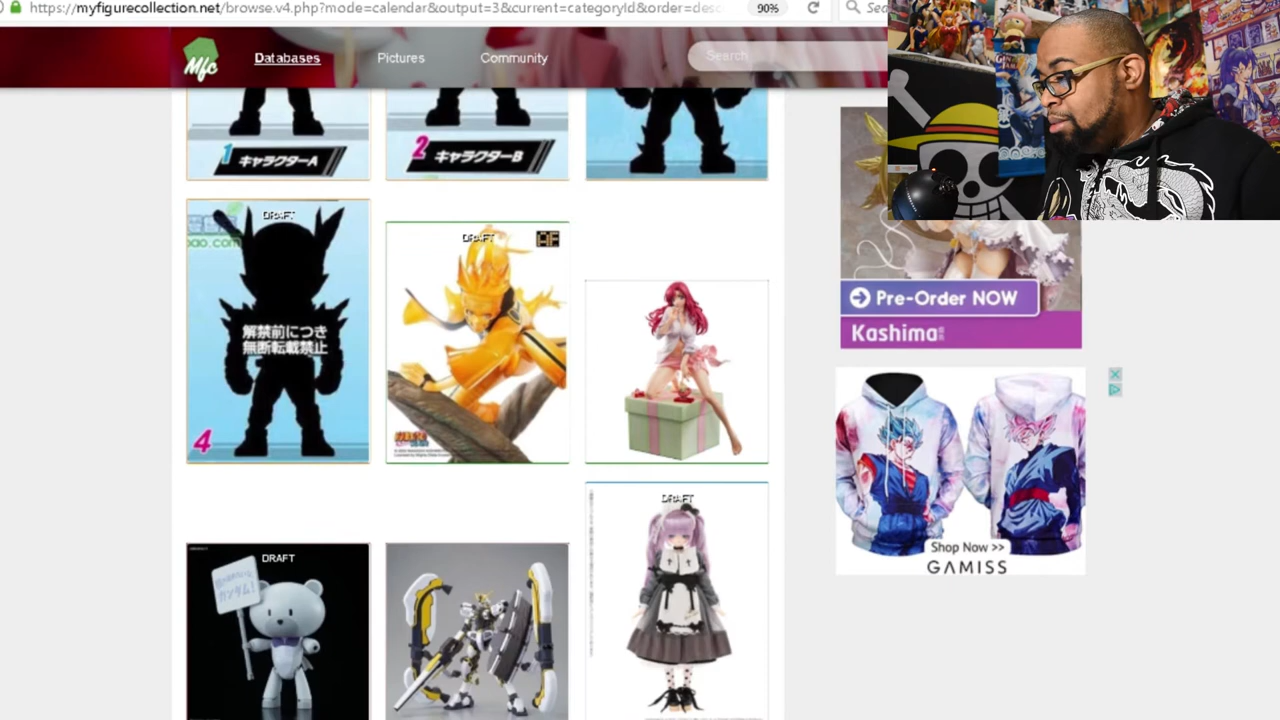 https://myfigurecollection.net/browse.v4.php?mode=calendar&output=3&current=categoryId&order=desc
90%
Sea
Mfc
Databases
Pictures
Community
Search
1 キャラクターA
2 キャラクターB
DRAFT
解禁前につき
無断転載禁止
4
DRAFT
Pre-Order NOW
Kashima
DRAFT
DRAFT
Shop Now >>
GAMISS